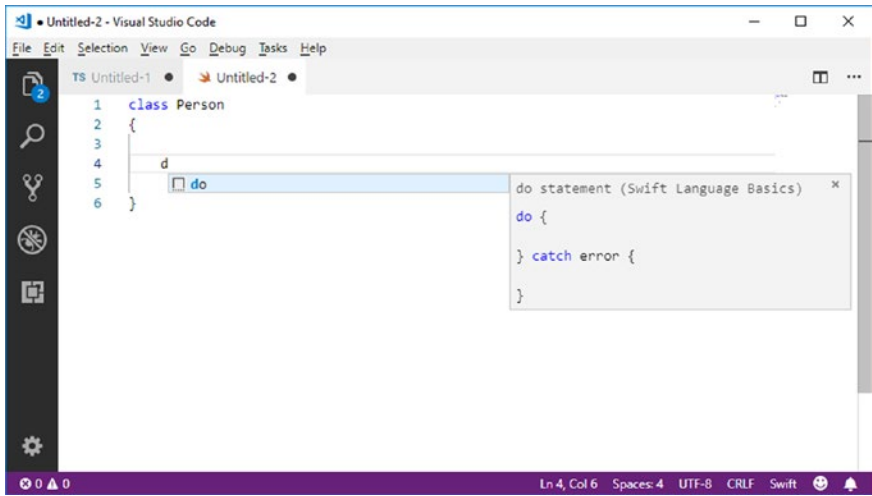 Untitled-2 - Visual Studio Code
File Edit Selection View Go Debug Tasks Help
2
TS Untitled-1 ● Untitled-2 ●
1 class Person
2 {
3
4 d
5 do
6 }
do statement (Swift Language Basics) ×
do {
} catch error {
}
0 0 Ln 4, Col 6 Spaces: 4 UTF-8 CRLF Swift